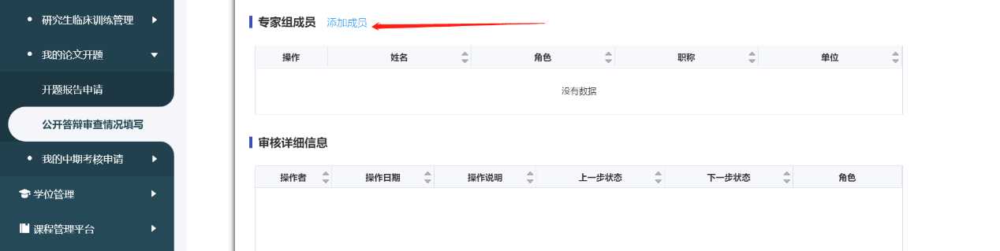 研究生临床训练管理
我的论文开题
开题报告申请
公开答辩审查情况填写
我的中期考核申请
学位管理
课程管理平台
专家组成员 添加成员
操作 姓名 角色 职称 单位
没有数据
审核详细信息
操作者 操作日期 操作说明 上一步状态 下一步状态 角色